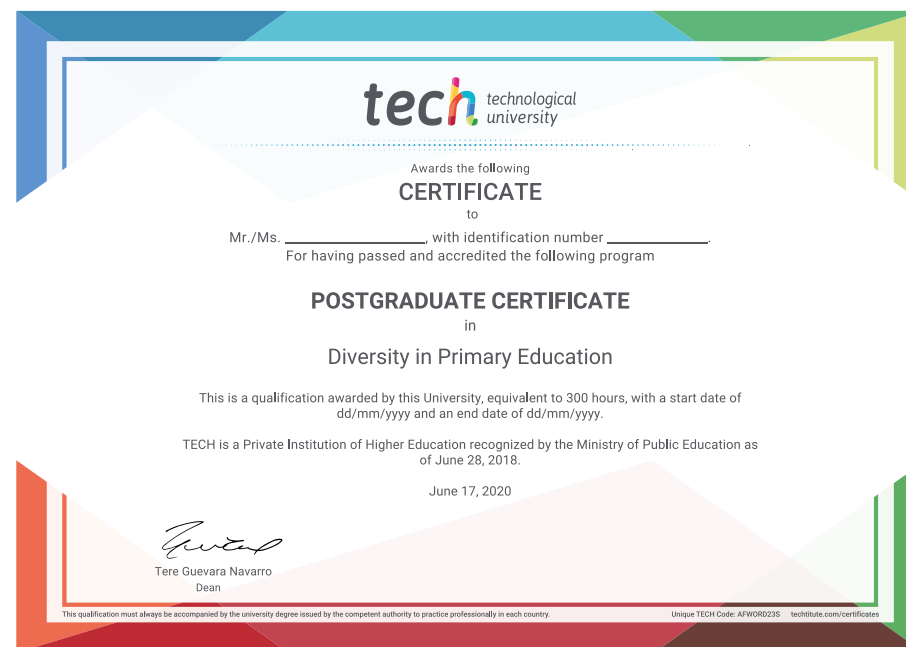 tech technological
university
Awards the following
CERTIFICATE
to
Mr./Ms. ____________________, with identification number ______________.
For having passed and accredited the following program
POSTGRADUATE CERTIFICATE
in
Diversity in Primary Education
This is a qualification awarded by this University, equivalent to 300 hours, with a start date of
dd/mm/yyyy and an end date of dd/mm/yyyy.
TECH is a Private Institution of Higher Education recognized by the Ministry of Public Education as
of June 28, 2018.
June 17, 2020
Tere Guevara Navarro
Dean
This qualification must always be accompanied by the university degree issued by the competent authority to practice professionally in each country. Unique TECH Code: AFWORD23S techtitute.com/certificates